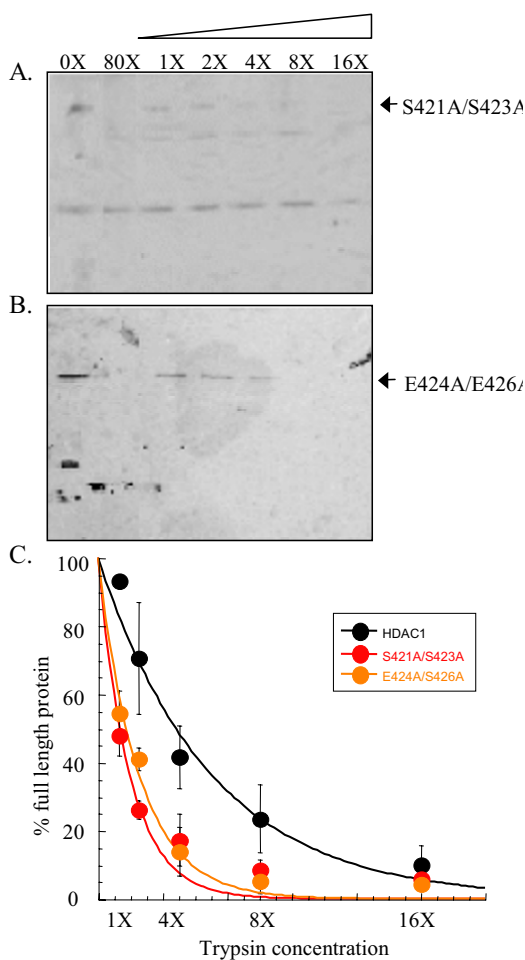 0X 80X 1X 2X 4X 8X 16X
A.
S421A/S423A
B.
E424A/E426A
C.
100
80
60
40
20
0
% full length protein
HDAC1
S421A/S423A
E424A/S426A
1X 4X 8X 16X
Trypsin concentration